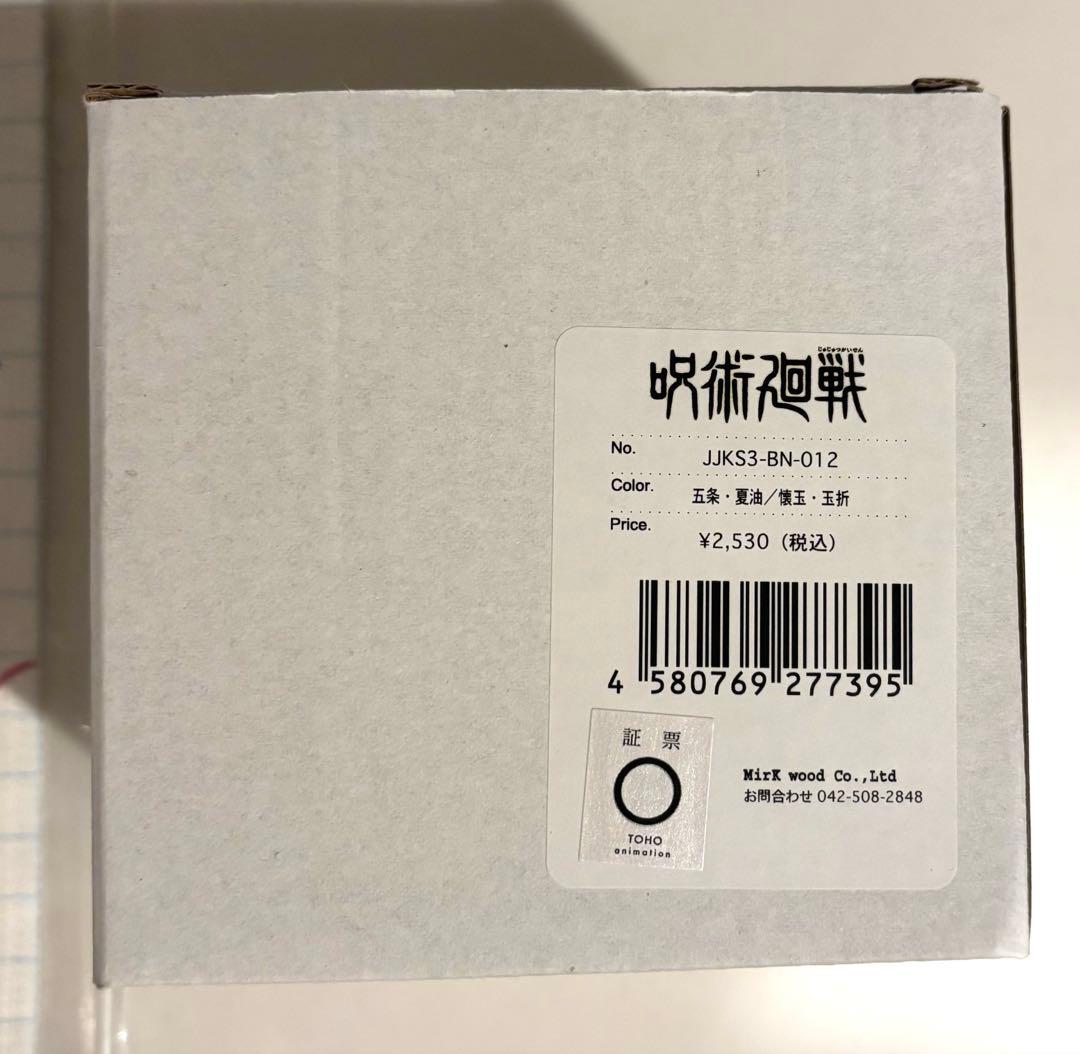 じゅじゅつかいせん
呪術廻戦
No. JJKS3-BN-012
Color. 五条・夏油／懐玉・玉折
Price. ¥2,530（税込）
4 580769 277395
証 票
TOHO
animation
MirK wood Co.,Ltd
お問合わせ 042-508-2848